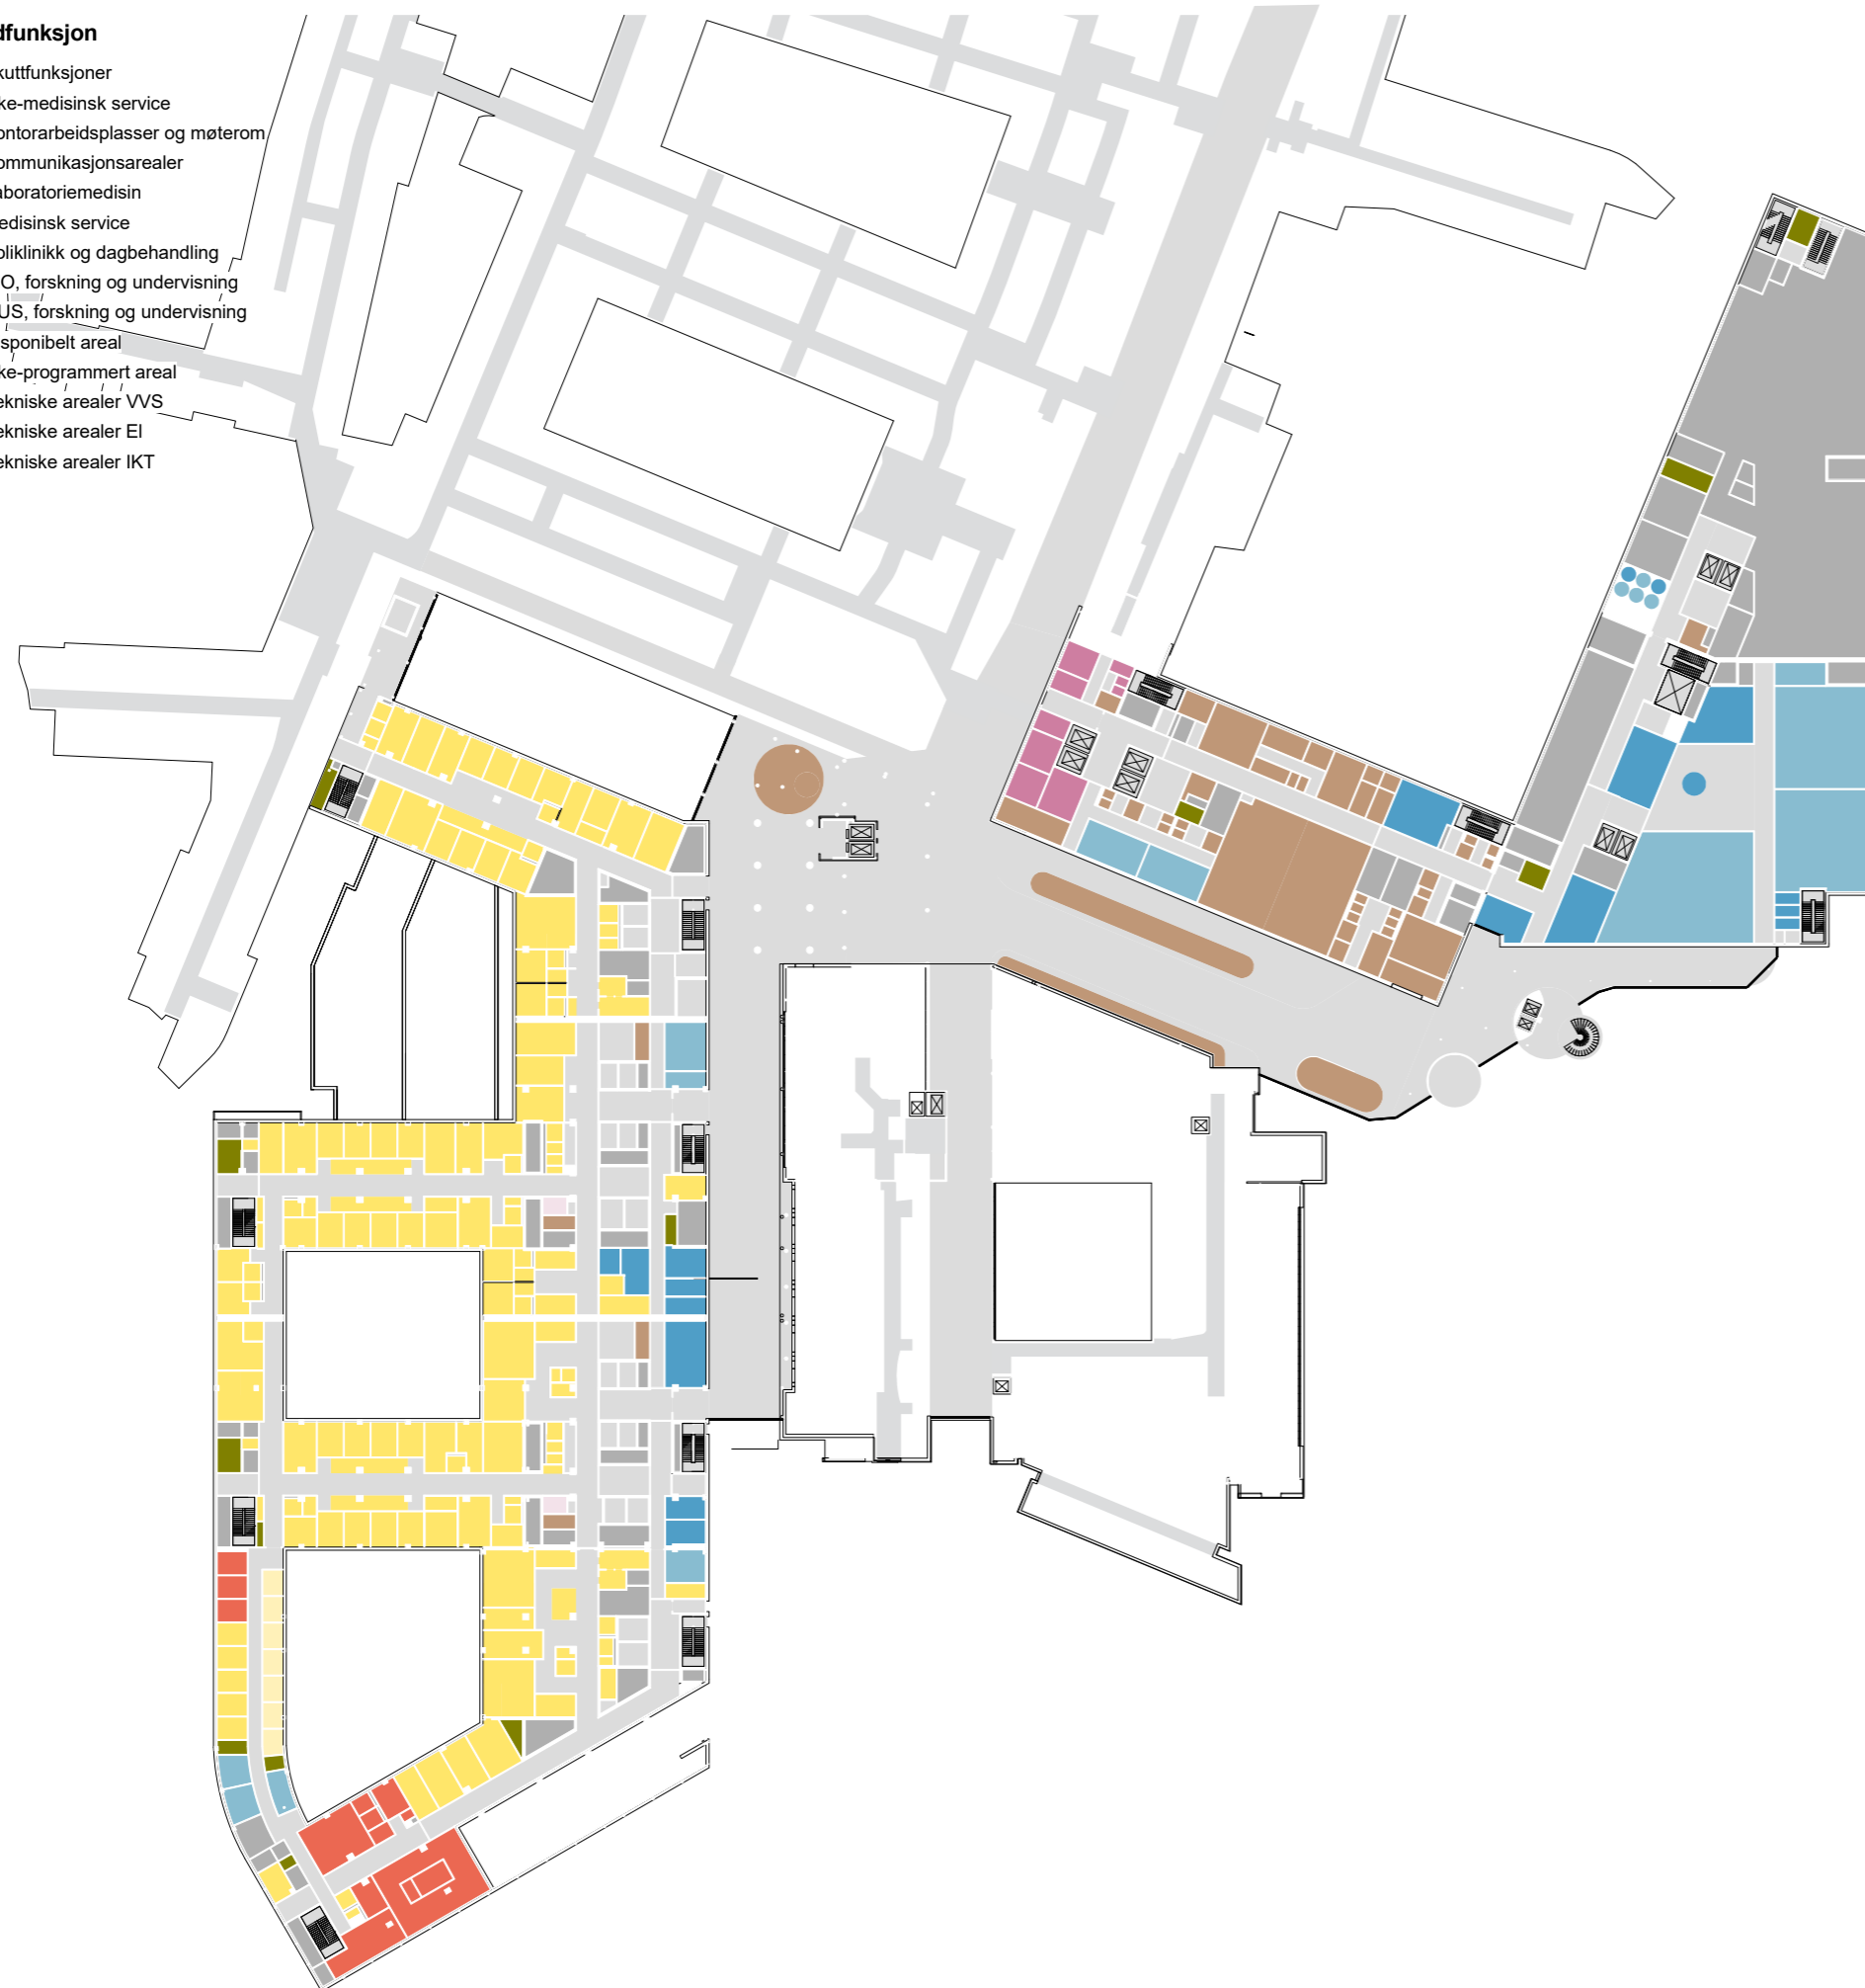 dfunksjon
kuttfunksjoner
ke-medisinsk service
ontorarbeidsplasser og møterom
ommunikasjonsarealer
aboratoriemedisin
edisinsk service
oliklinikk og dagbehandling
O, forskning og undervisning
US, forskning og undervisning
sponibelt areal
ke-programmert areal
ekniske arealer VVS
ekniske arealer El
ekniske arealer IKT